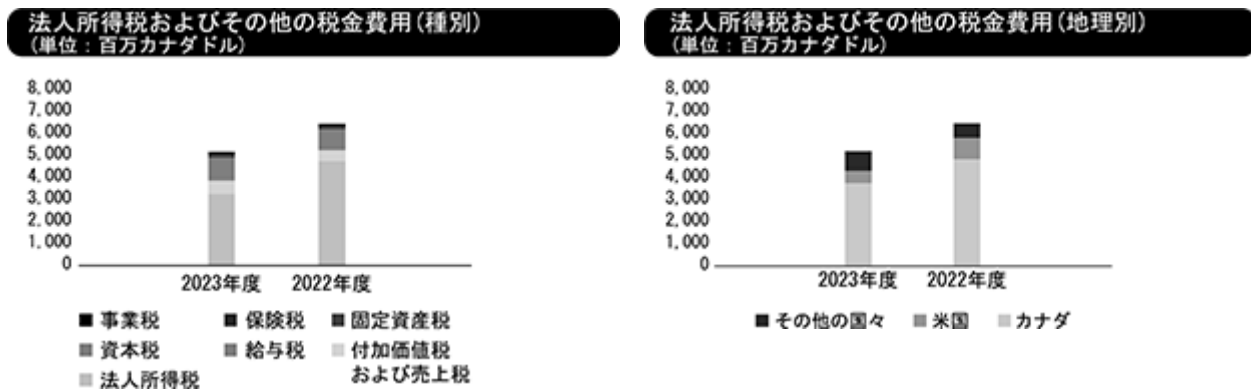 法人所得税およびその他の税金費用(種別)
(単位:百万カナダドル)
8,000
7,000
6,000
5,000
4,000
3,000
2,000
1,000
0
2023年度 2022年度
■ 事業税 ■ 保険税 ■ 固定資産税
■ 資本税 ■ 給与税 ■ 付加価値税
および売上税
■ 法人所得税
法人所得税およびその他の税金費用(地理別)
(単位:百万カナダドル)
8,000
7,000
6,000
5,000
4,000
3,000
2,000
1,000
0
2023年度 2022年度
■ その他の国々 ■ 米国 ■ カナダ